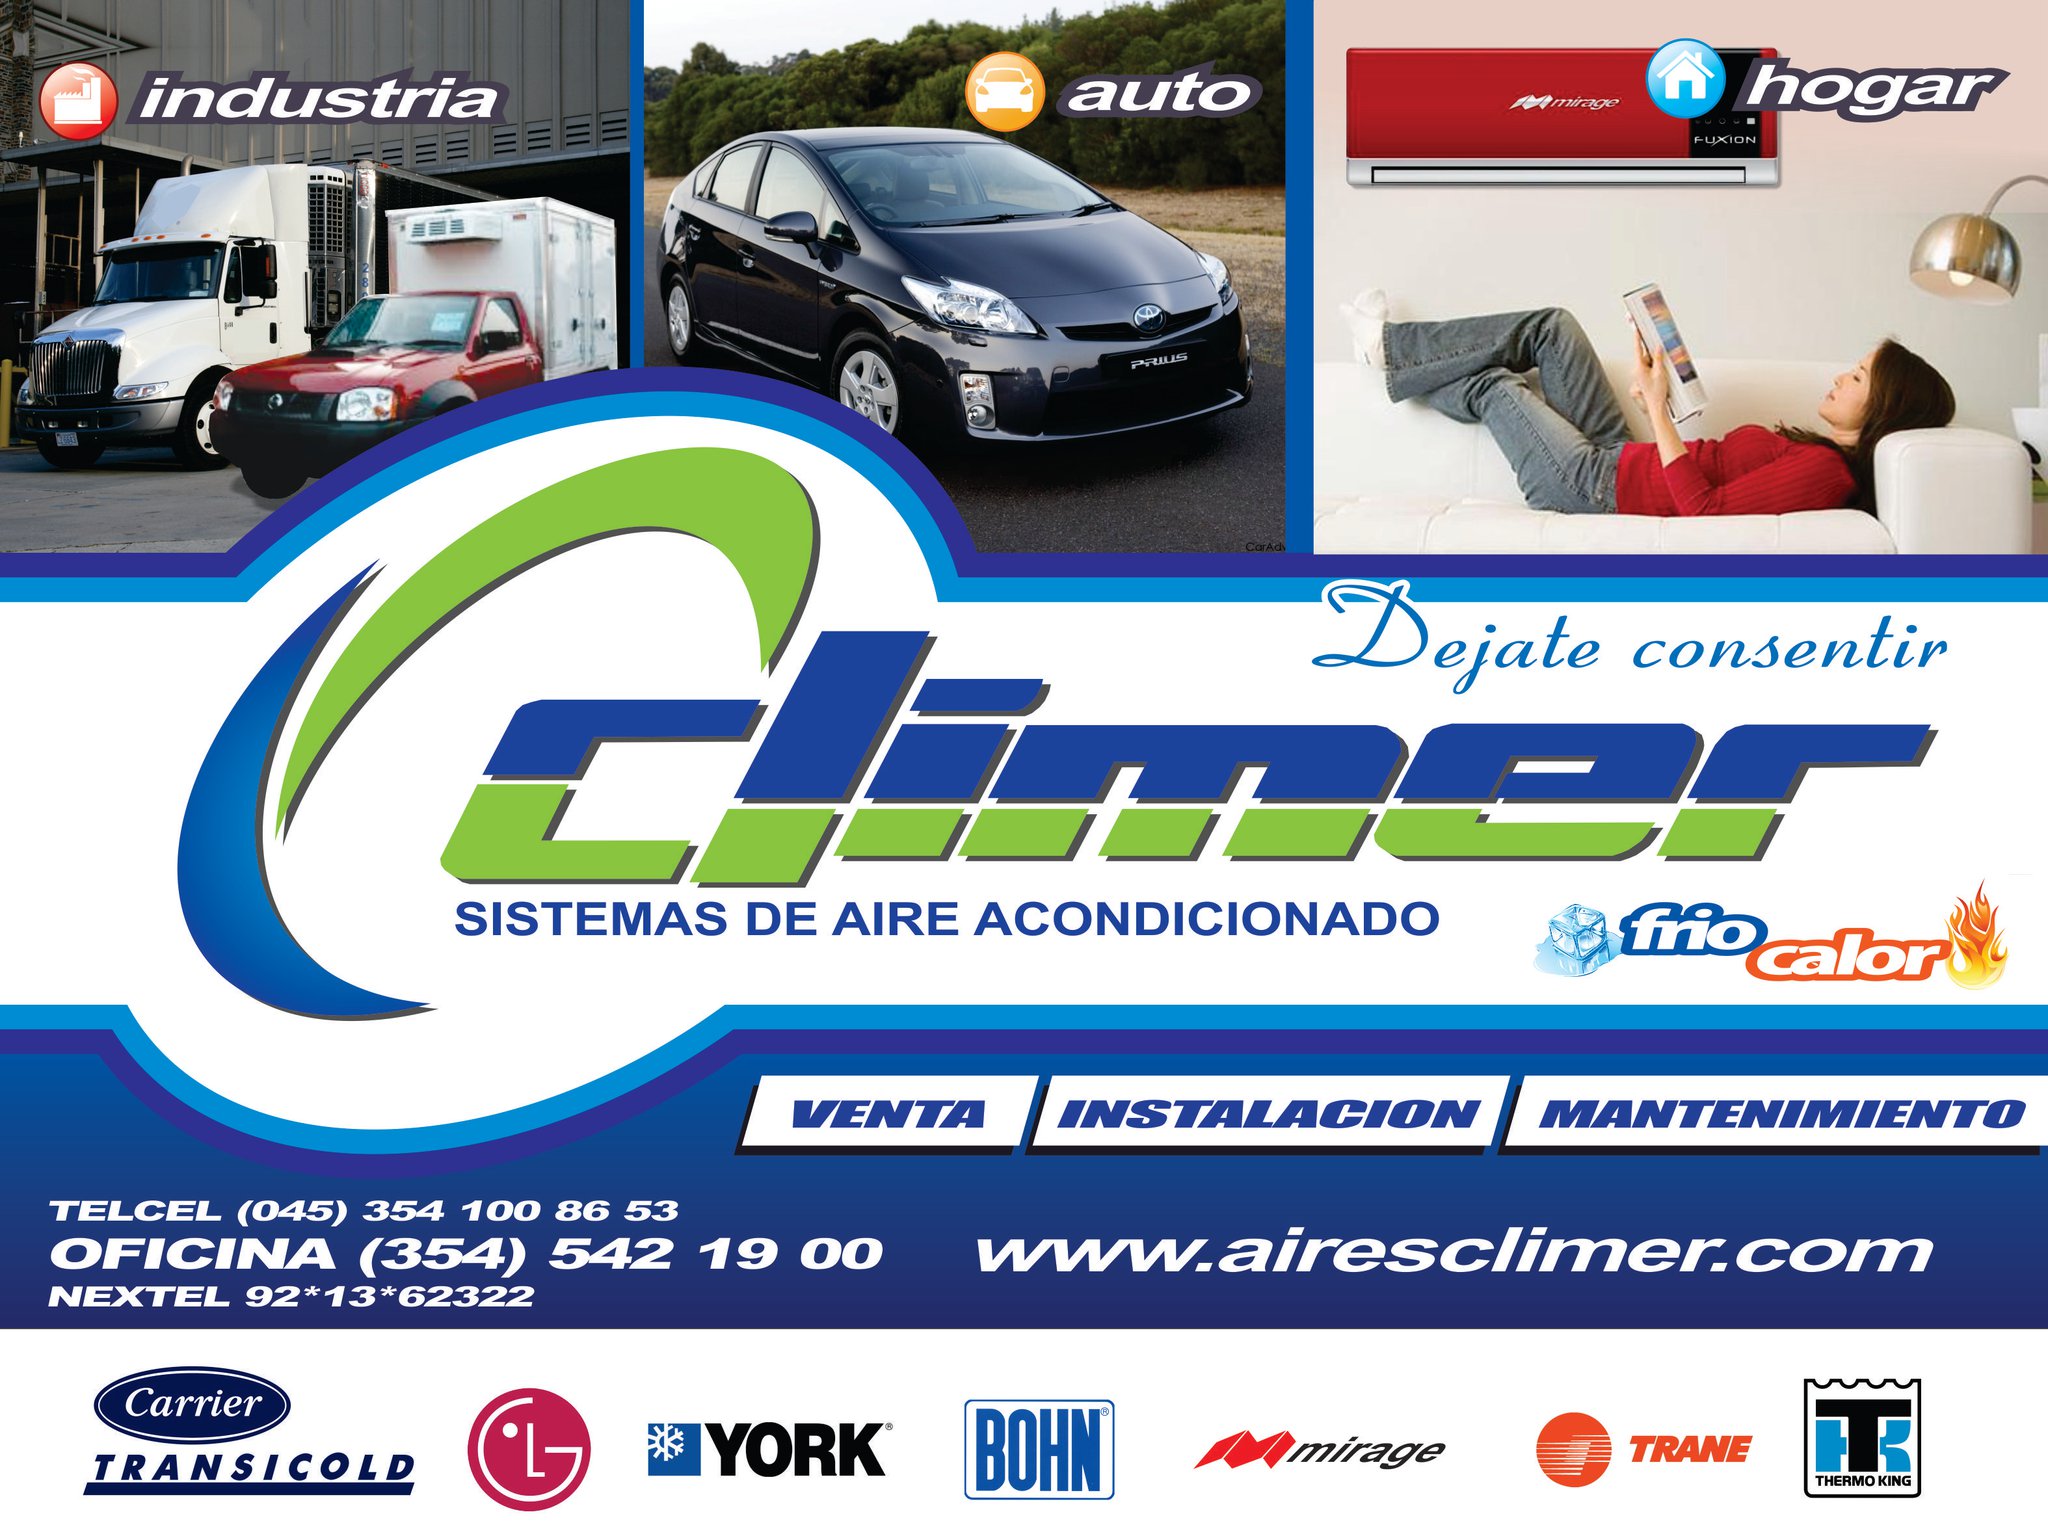 industria
auto
hogar
mirage
FUXION
PRIUS
CarAdv
Dejate consentir
climer
SISTEMAS DE AIRE ACONDICIONADO
frio
calor
VENTA
INSTALACION
MANTENIMIENTO
TELCEL (045) 354 100 86 53
OFICINA (354) 542 19 00
NEXTEL 92*13*62322
www.airesclimer.com
Carrier
TRANSICOLD
LG
YORK®
BOHN®
mirage
TRANE
TK
THERMO KING